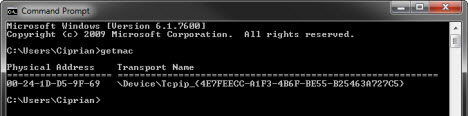 Command Prompt
Microsoft Windows [Version 6.1.7600]
Copyright (c) 2009 Microsoft Corporation.  All rights reserved.
C:\Users\Ciprian>getmac
Physical Address    Transport Name
=================== ==========================================================
00-24-1D-D5-9F-69   \Device\Tcpip_{4E7FEECC-A1F3-4B6F-BE55-B25463A727C5}
C:\Users\Ciprian>